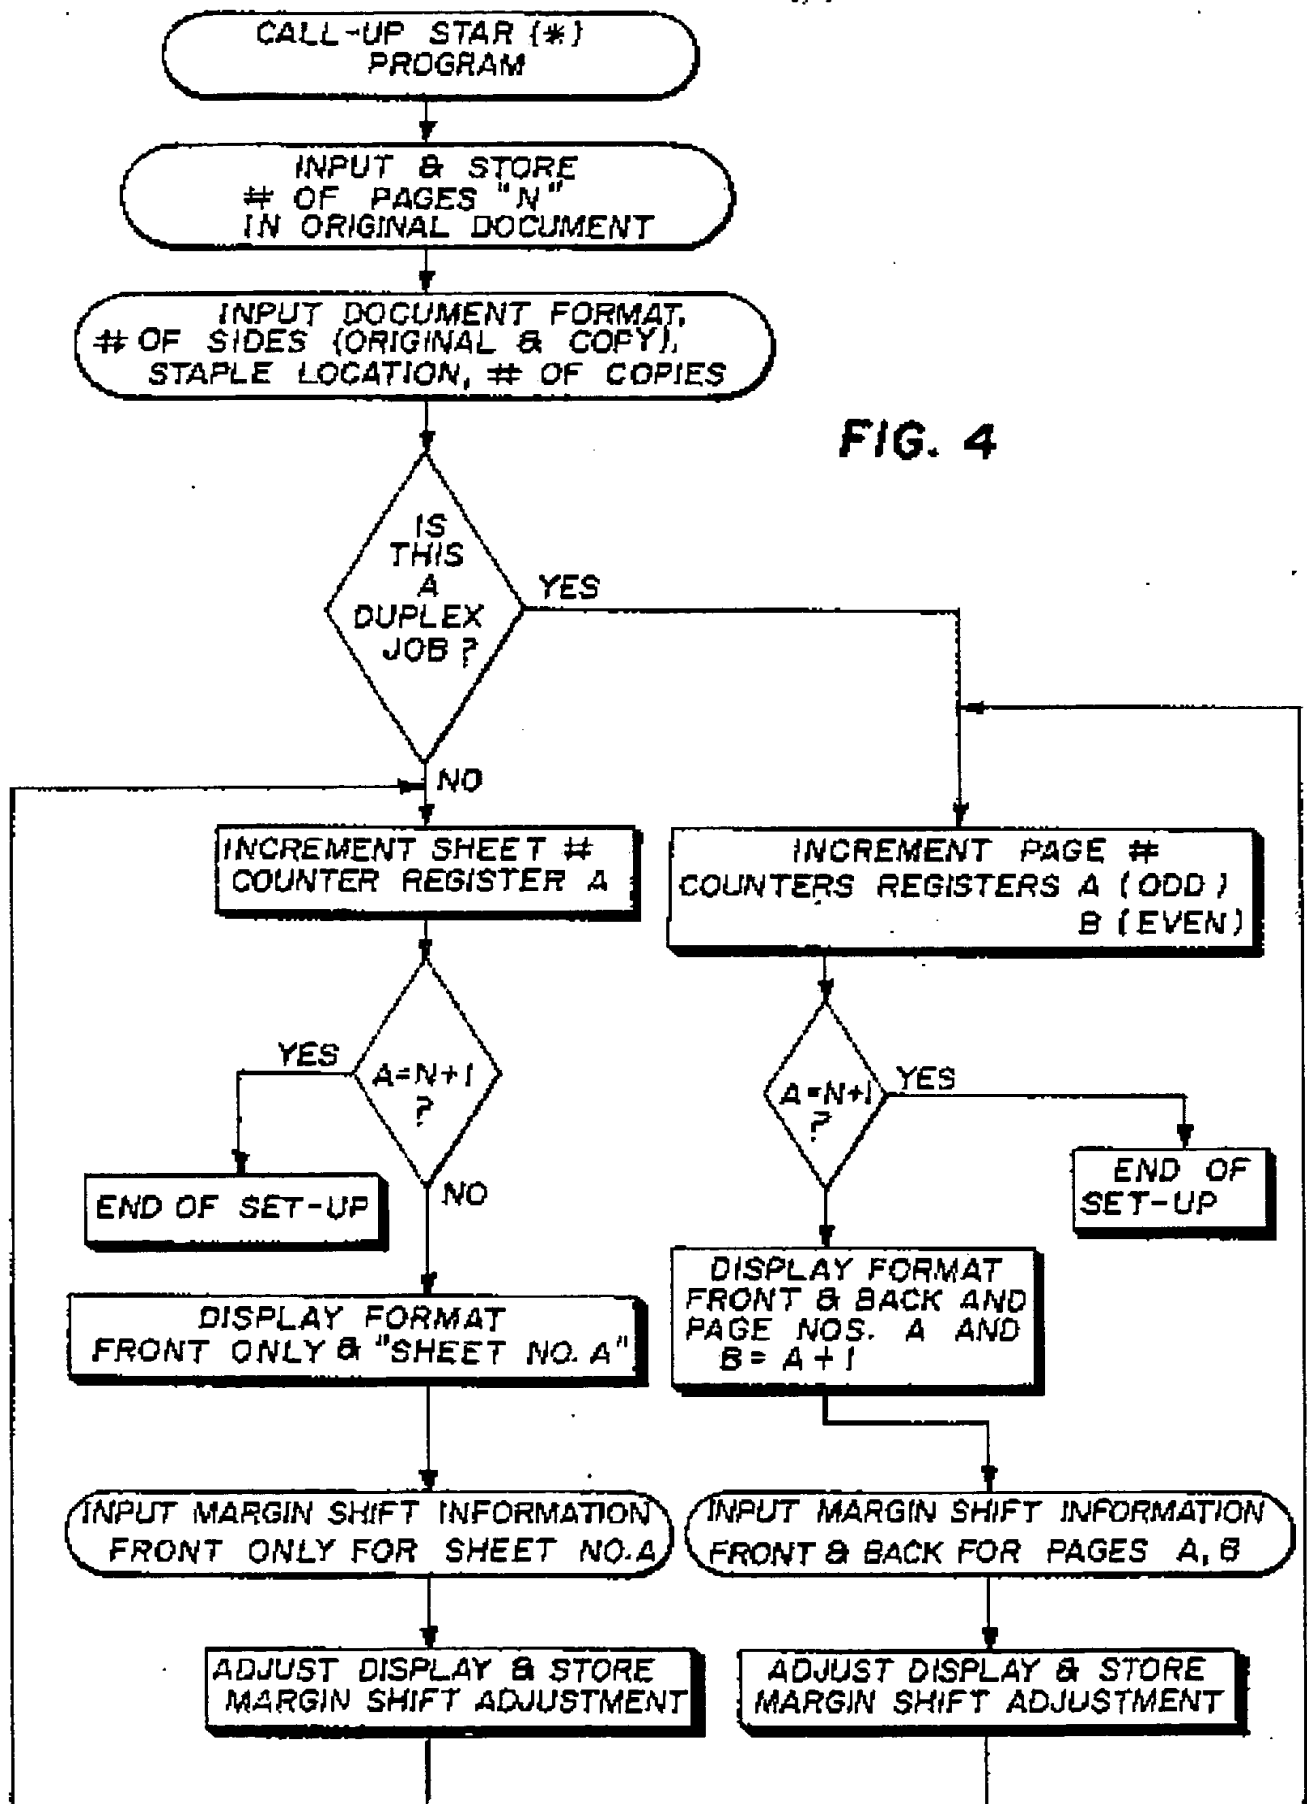 CALL-UP STAR (*)
PROGRAM
INPUT & STORE
# OF PAGES "N"
IN ORIGINAL DOCUMENT
INPUT DOCUMENT FORMAT,
# OF SIDES (ORIGINAL & COPY),
STAPLE LOCATION, # OF COPIES
FIG. 4
IS
THIS
A
DUPLEX
JOB ?
YES
NO
INCREMENT SHEET #
COUNTER REGISTER A
INCREMENT PAGE #
COUNTERS REGISTERS A (ODD)
B (EVEN)
YES
A=N+1
?
NO
END OF SET-UP
A=N+1
?
YES
END OF
SET-UP
DISPLAY FORMAT
FRONT ONLY & "SHEET NO. A"
DISPLAY FORMAT
FRONT & BACK AND
PAGE NOS. A AND
B = A + 1
INPUT MARGIN SHIFT INFORMATION
FRONT ONLY FOR SHEET NO. A
INPUT MARGIN SHIFT INFORMATION
FRONT & BACK FOR PAGES A, B
ADJUST DISPLAY & STORE
MARGIN SHIFT ADJUSTMENT
ADJUST DISPLAY & STORE
MARGIN SHIFT ADJUSTMENT